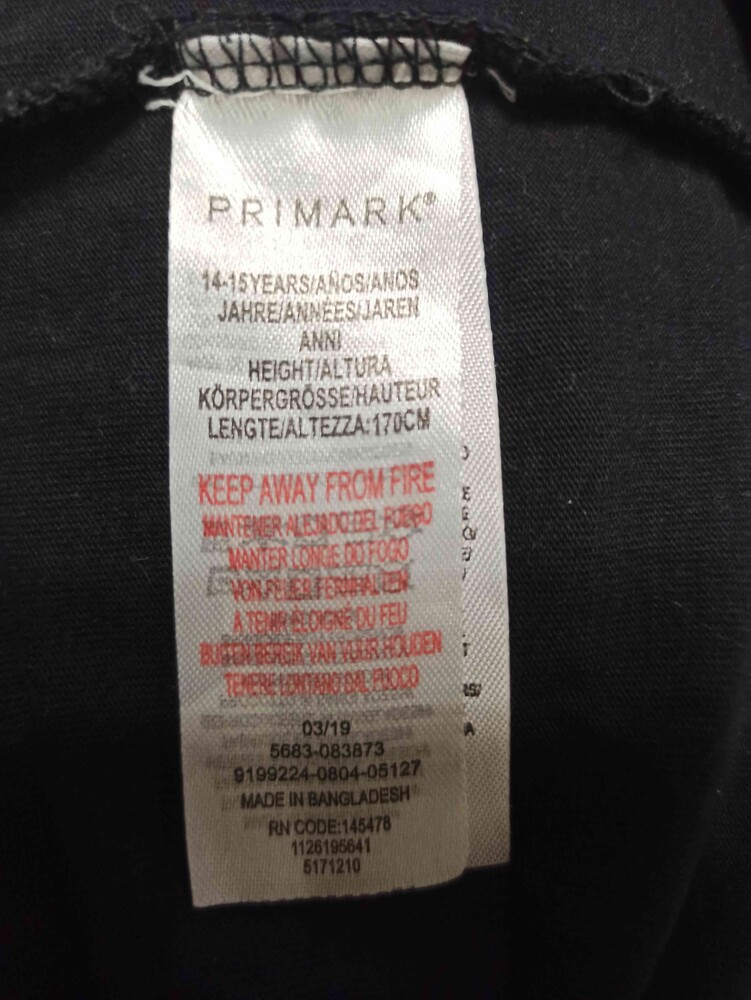 PRIMARK®
14-15YEARS/AÑOS/ANOS
JAHRE/ANNÉES/JAREN
ANNI
HEIGHT/ALTURA
KÖRPERGRÖSSE/HAUTEUR
LENGTE/ALTEZZA:170CM
KEEP AWAY FROM FIRE
MANTENER ALEJADO DEL FUEGO
MANTER LONGE DO FOGO
VON FEUER FERNHALTEN
À TENIR ÉLOIGNÉ DU FEU
BUITEN BEREIK VAN VUUR HOUDEN
TENERE LONTANO DAL FUOCO
03/19
5683-083873
9199224-0804-05127
MADE IN BANGLADESH
RN CODE:145478
1126195641
5171210